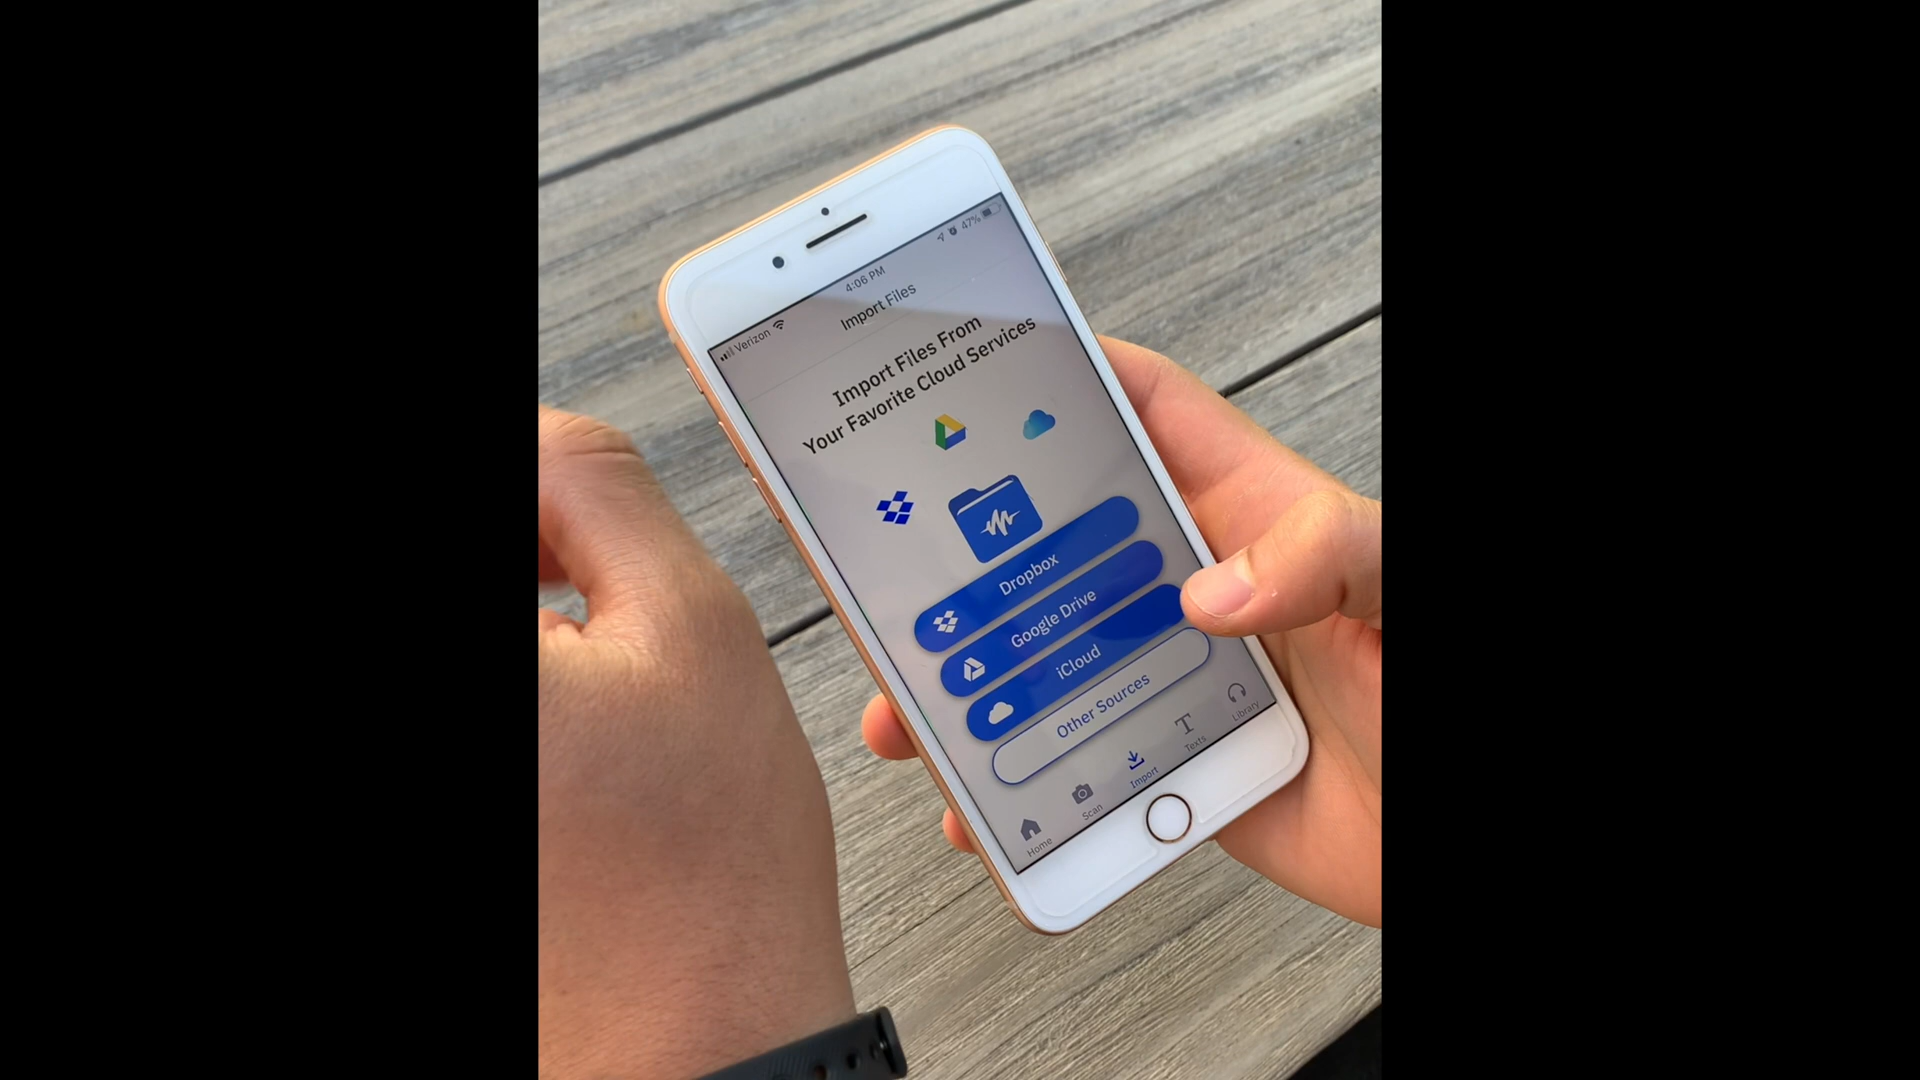 Verizon
4:06 PM
47%
Import Files
Import Files From
Your Favorite Cloud Services
Dropbox
Google Drive
iCloud
Other Sources
Home
Scan
Import
Texts
Library